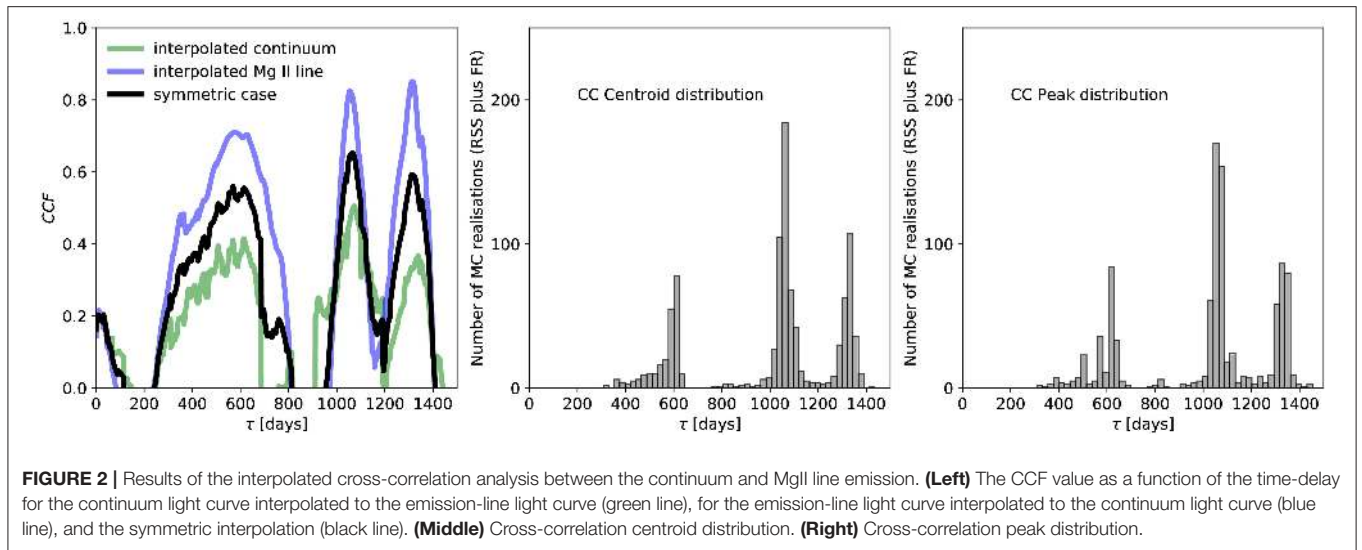 1.0
0.8
0.6
0.4
0.2
0.0
CCF
interpolated continuum
interpolated Mg II line
symmetric case
0 200 400 600 800 1000 1200 1400
τ [days]
Number of MC realisations (RSS plus FR)
200
100
0
CC Centroid distribution
0 200 400 600 800 1000 1200 1400
τ [days]
Number of MC realisations (RSS plus FR)
200
100
0
CC Peak distribution
0 200 400 600 800 1000 1200 1400
τ [days]
FIGURE 2 | Results of the interpolated cross-correlation analysis between the continuum and MgII line emission. (Left) The CCF value as a function of the time-delay
for the continuum light curve interpolated to the emission-line light curve (green line), for the emission-line light curve interpolated to the continuum light curve (blue
line), and the symmetric interpolation (black line). (Middle) Cross-correlation centroid distribution. (Right) Cross-correlation peak distribution.